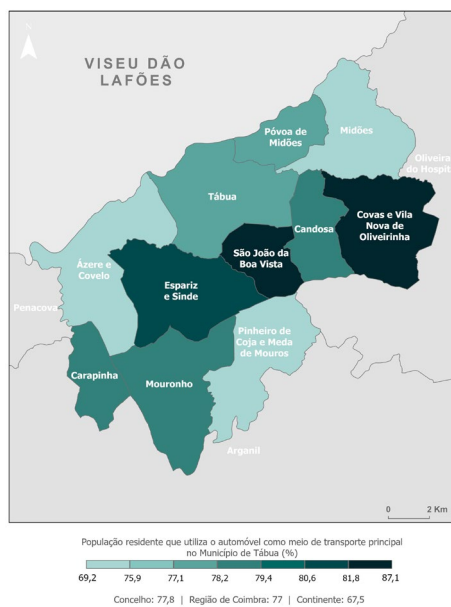 N
VISEU DÃO
LAFÕES
Póvoa de
Midões
Midões
Oliveira
do Hospit
Tábua
Covas e Vila
Nova de
Oliveirinha
Candosa
São João da
Boa Vista
Ázere e
Covelo
Espariz
e Sinde
Penacova
Pinheiro de
Coja e Meda
de Mouros
Carapinha
Mouronho
Arganil
0 2 Km
População residente que utiliza o automóvel como meio de transporte principal
no Município de Tábua (%)
69,2 75,9 77,1 78,2 79,4 80,6 81,8 87,1
Concelho: 77,8 | Região de Coimbra: 77 | Continente: 67,5